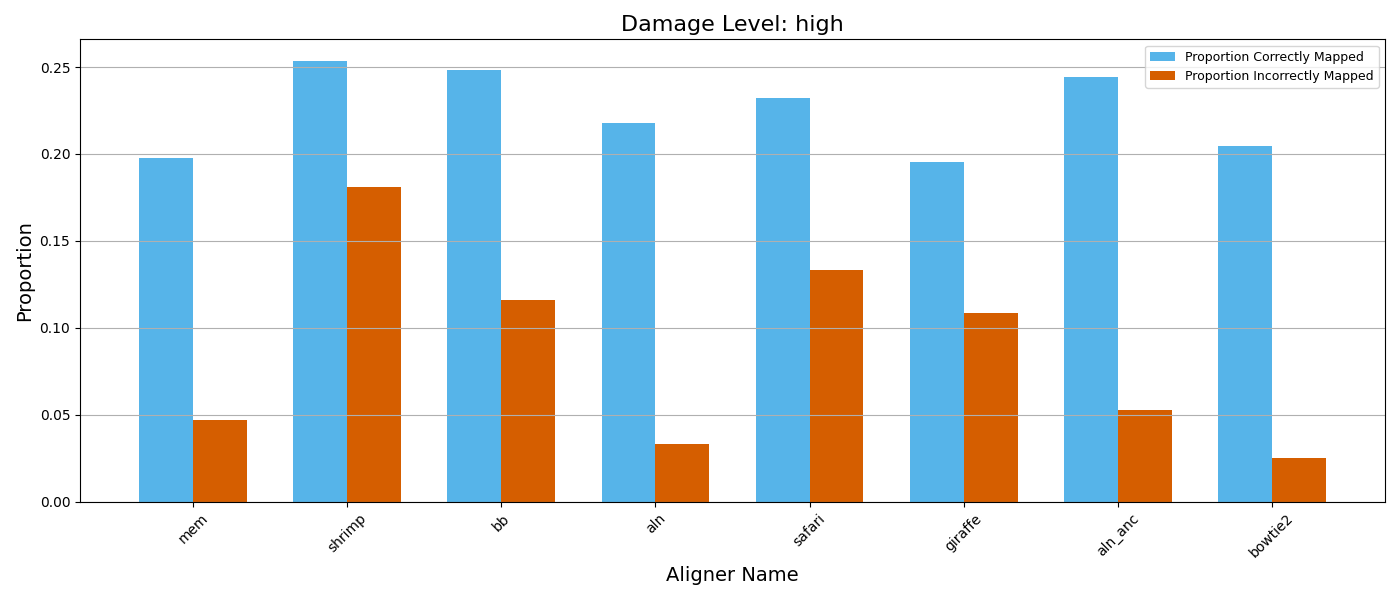 Damage Level: high
Proportion Correctly Mapped
Proportion Incorrectly Mapped
Proportion
0.25
0.20
0.15
0.10
0.05
0.00
mem
shrimp
bb
aln
safari
giraffe
aln_anc
bowtie2
Aligner Name